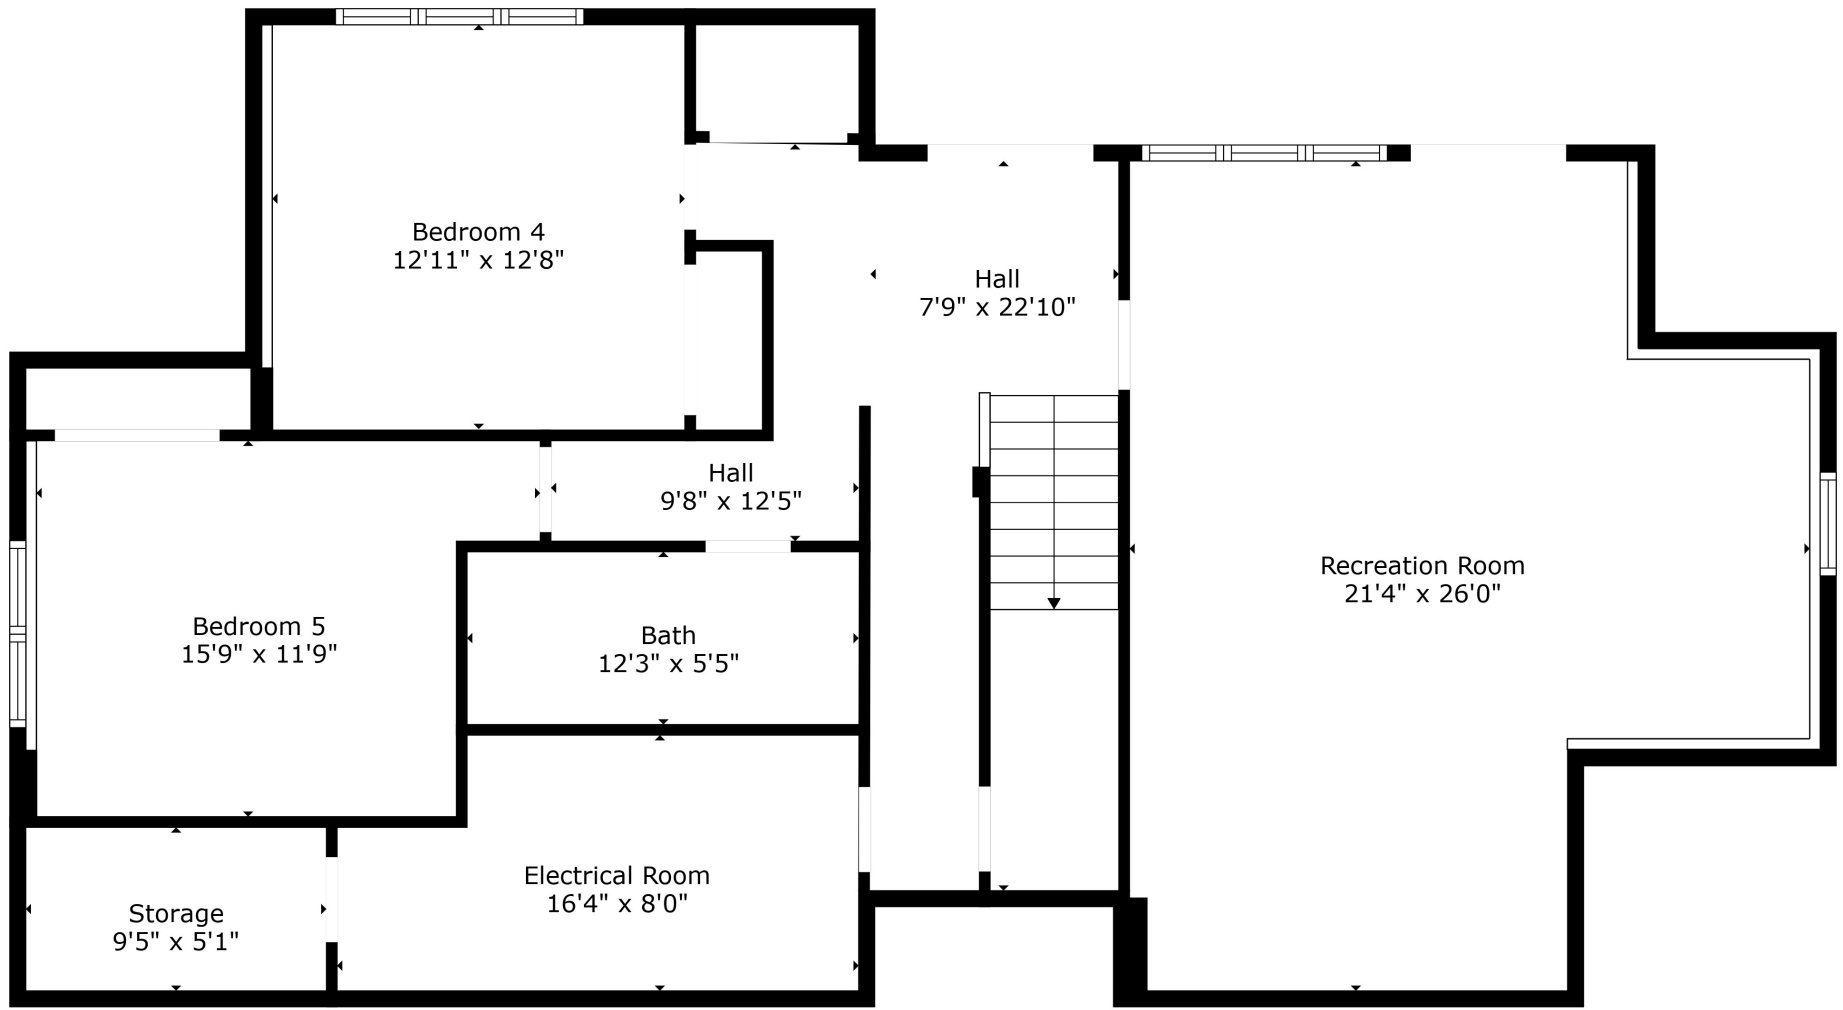 Bedroom 4
12'11" x 12'8"
Hall
7'9" x 22'10"
Hall
9'8" x 12'5"
Recreation Room
21'4" x 26'0"
Bedroom 5
15'9" x 11'9"
Bath
12'3" x 5'5"
Electrical Room
16'4" x 8'0"
Storage
9'5" x 5'1"